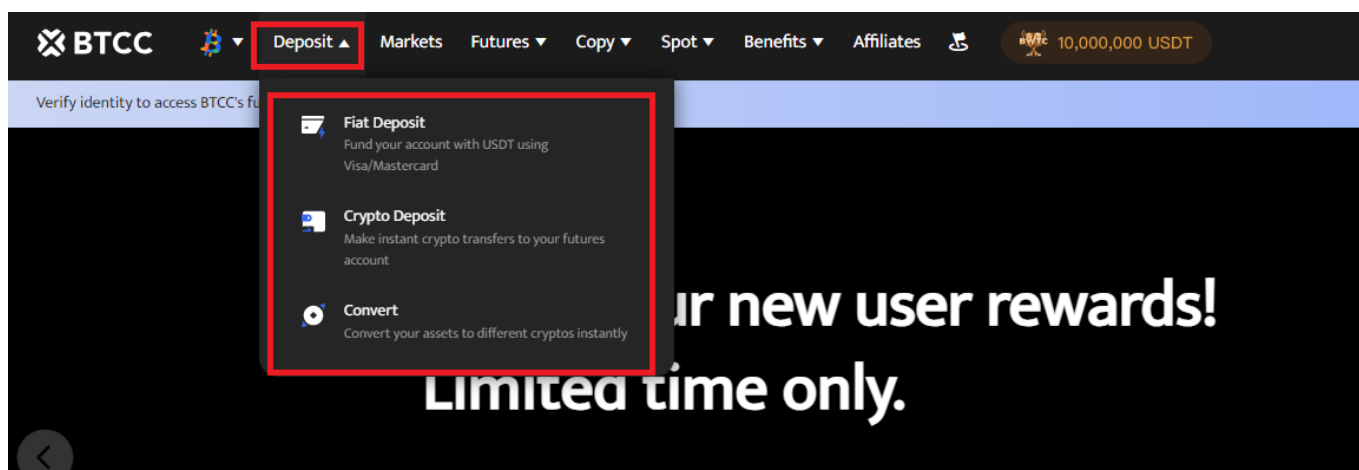 BTCC Deposit Markets Futures Copy Spot Benefits Affiliates 10,000,000 USDT
Verify identity to access BTCC's
Fiat Deposit
Fund your account with USDT using
Visa/Mastercard
Crypto Deposit
Make instant crypto transfers to your futures
account
Convert
Convert your assets to different cryptos instantly
new user rewards!
Limited time only.